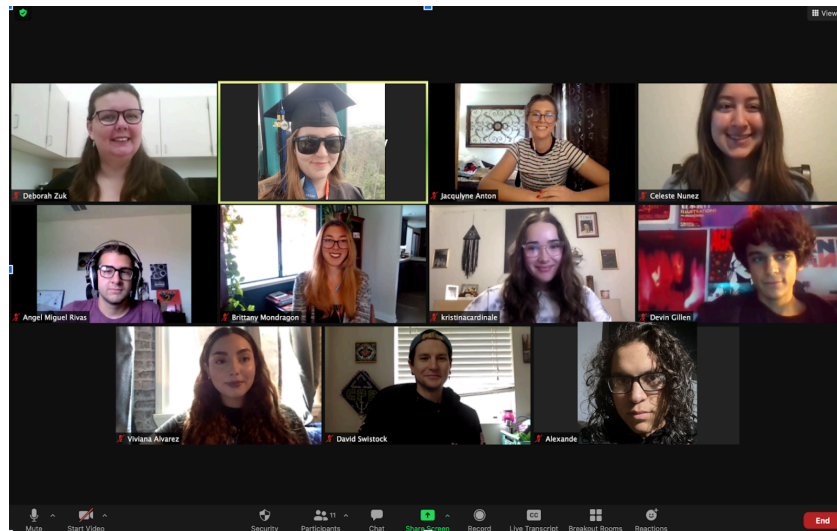 View
Deborah Zuk
Jacqulyne Anton
Celeste Nunez
Angel Miguel Rivas
Brittany Mondragon
kristinacardinale
Devin Gillen
Viviana Alvarez
David Swistock
Alexande
Mute
Start Video
Security
Participants
11
Chat
Share Screen
Record
CC
Live Transcript
Breakout Rooms
Reactions
End